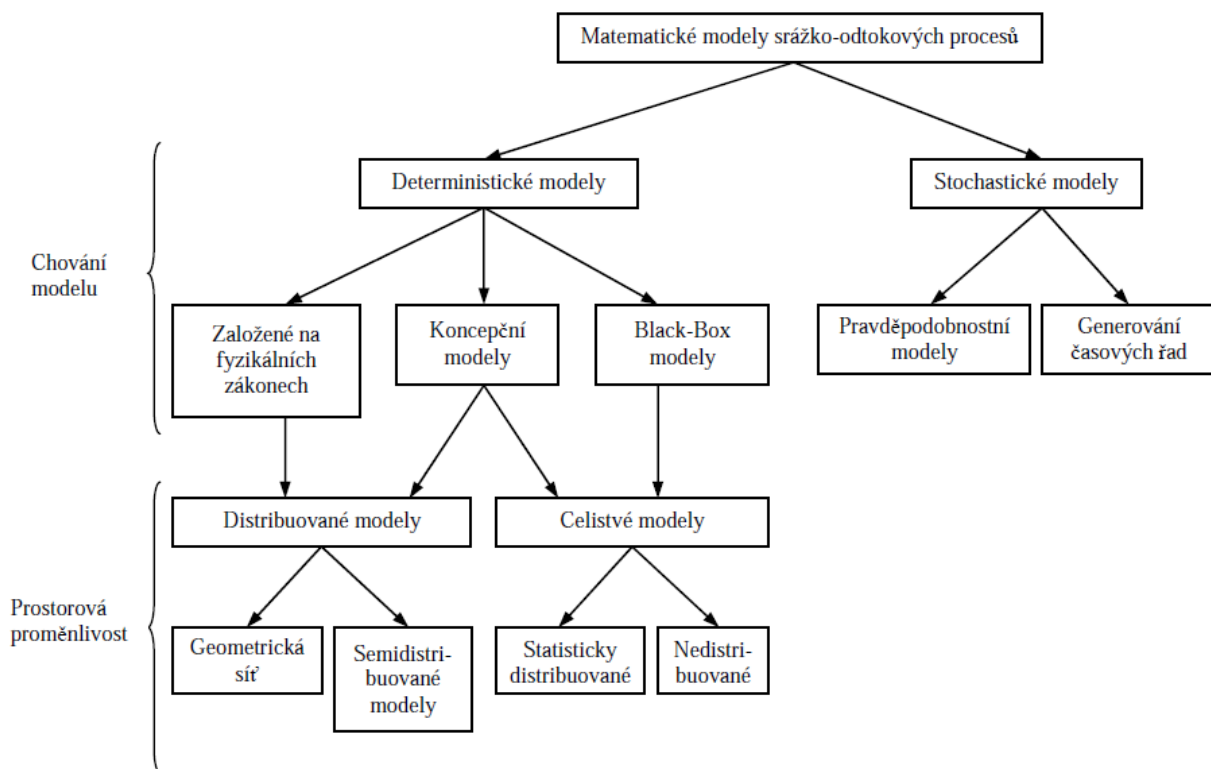 Matematické modely srážko-odtokových procesů
Deterministické modely
Stochastické modely
Chování
modelu
Založené na
fyzikálních
zákonech
Koncepční
modely
Black-Box
modely
Pravděpodobnostní
modely
Generování
časových řad
Distribuované modely
Celistvé modely
Prostorová
proměnlivost
Geometrická
síť
Semidistri-
buované
modely
Statisticky
distribuované
Nedistri-
buované